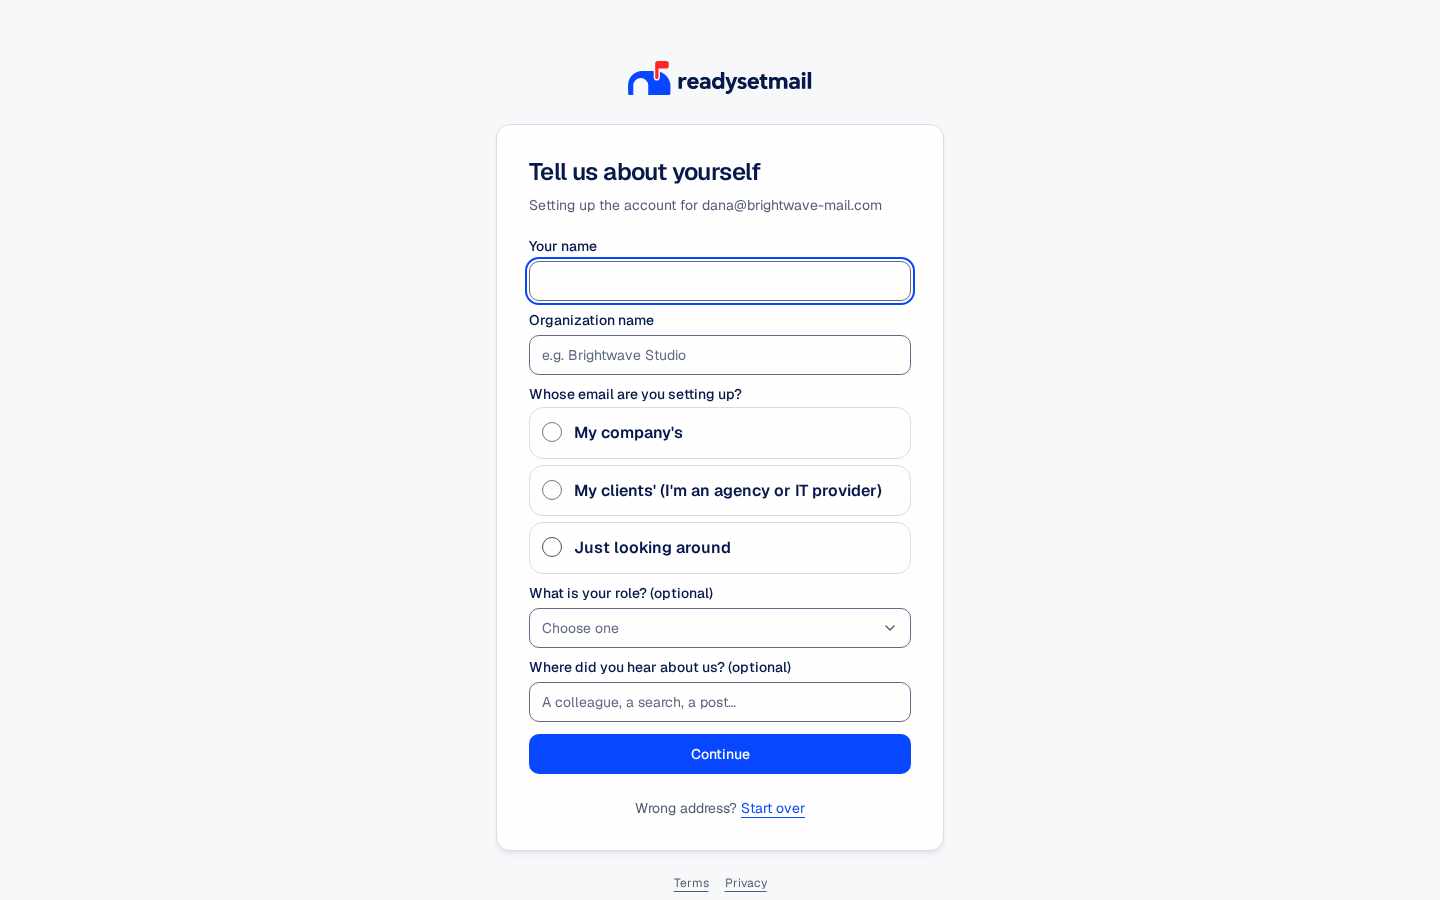 readysetmail
Tell us about yourself
Setting up the account for dana@brightwave-mail.com
Your name
Organization name
e.g. Brightwave Studio
Whose email are you setting up?
My company's
My clients' (I'm an agency or IT provider)
Just looking around
What is your role? (optional)
Choose one
Where did you hear about us? (optional)
A colleague, a search, a post…
Continue
Wrong address? Start over
Terms Privacy